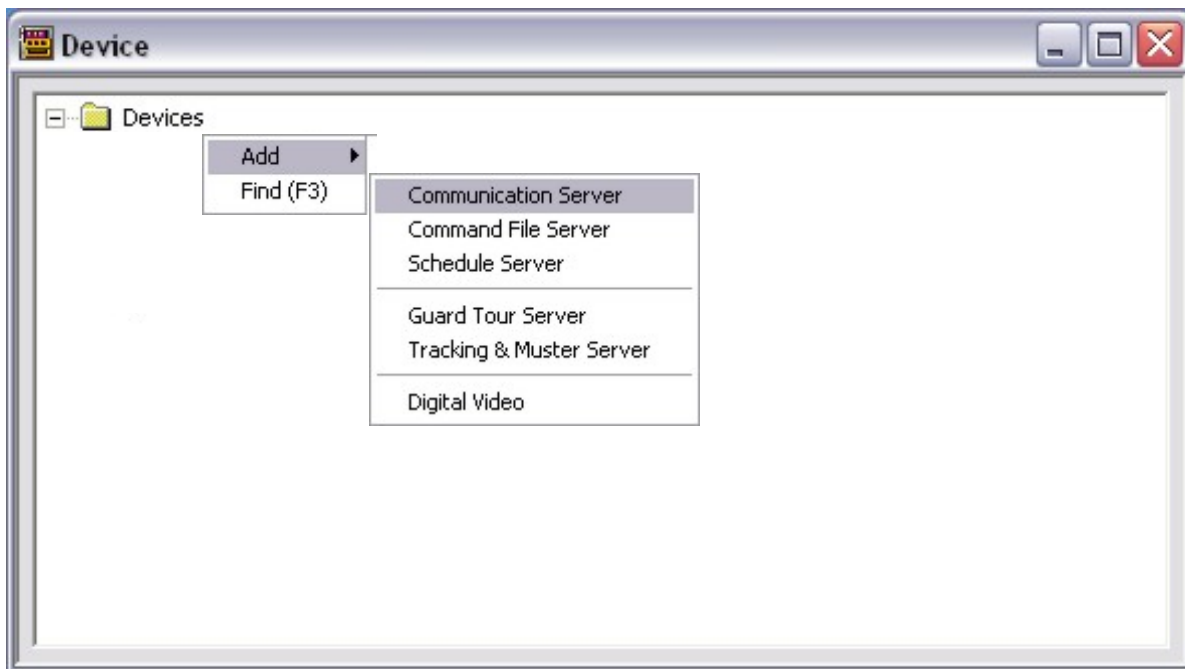 Device
Devices
Add
Find (F3)
Communication Server
Command File Server
Schedule Server
Guard Tour Server
Tracking & Muster Server
Digital Video